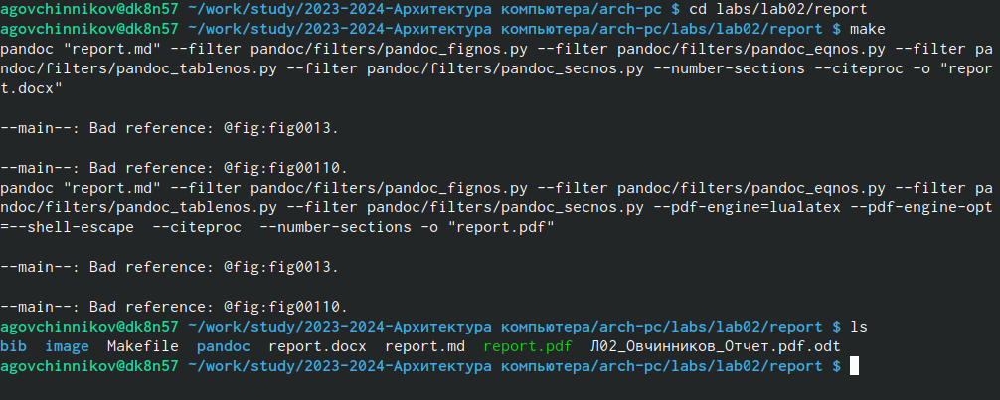 agovchinnikov@dk8n57 ~/work/study/2023-2024-Архитектура компьютера/arch-pc $ cd labs/lab02/report
agovchinnikov@dk8n57 ~/work/study/2023-2024-Архитектура компьютера/arch-pc/labs/lab02/report $ make
pandoc "report.md" --filter pandoc/filters/pandoc_fignos.py --filter pandoc/filters/pandoc_eqnos.py --filter pa
ndoc/filters/pandoc_tablenos.py --filter pandoc/filters/pandoc_secnos.py --number-sections --citeproc -o "repor
t.docx"
--main--: Bad reference: @fig:fig0013.
--main--: Bad reference: @fig:fig00110.
pandoc "report.md" --filter pandoc/filters/pandoc_fignos.py --filter pandoc/filters/pandoc_eqnos.py --filter pa
ndoc/filters/pandoc_tablenos.py --filter pandoc/filters/pandoc_secnos.py --pdf-engine=lualatex --pdf-engine-opt
=--shell-escape  --citeproc  --number-sections -o "report.pdf"
--main--: Bad reference: @fig:fig0013.
--main--: Bad reference: @fig:fig00110.
agovchinnikov@dk8n57 ~/work/study/2023-2024-Архитектура компьютера/arch-pc/labs/lab02/report $ ls
bib  image  Makefile  pandoc  report.docx  report.md  report.pdf  Л02_Овчинников_Отчет.pdf.odt
agovchinnikov@dk8n57 ~/work/study/2023-2024-Архитектура компьютера/arch-pc/labs/lab02/report $